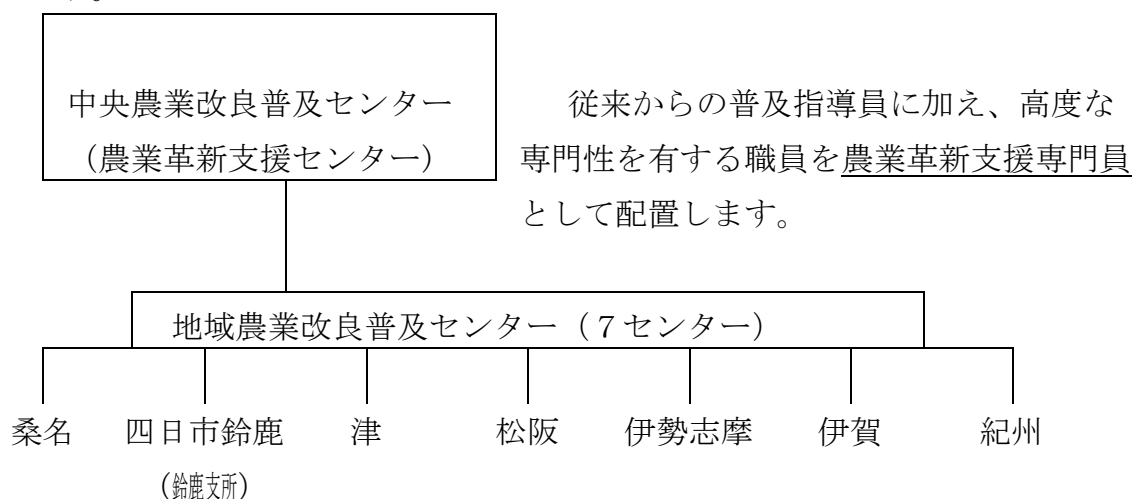 中央農業改良普及センター
（農業革新支援センター）
従来からの普及指導員に加え、高度な
専門性を有する職員を農業革新支援専門員
として配置します。
地域農業改良普及センター（７センター）
桑名 四日市鈴鹿 津 松阪 伊勢志摩 伊賀 紀州
（鈴鹿支所）